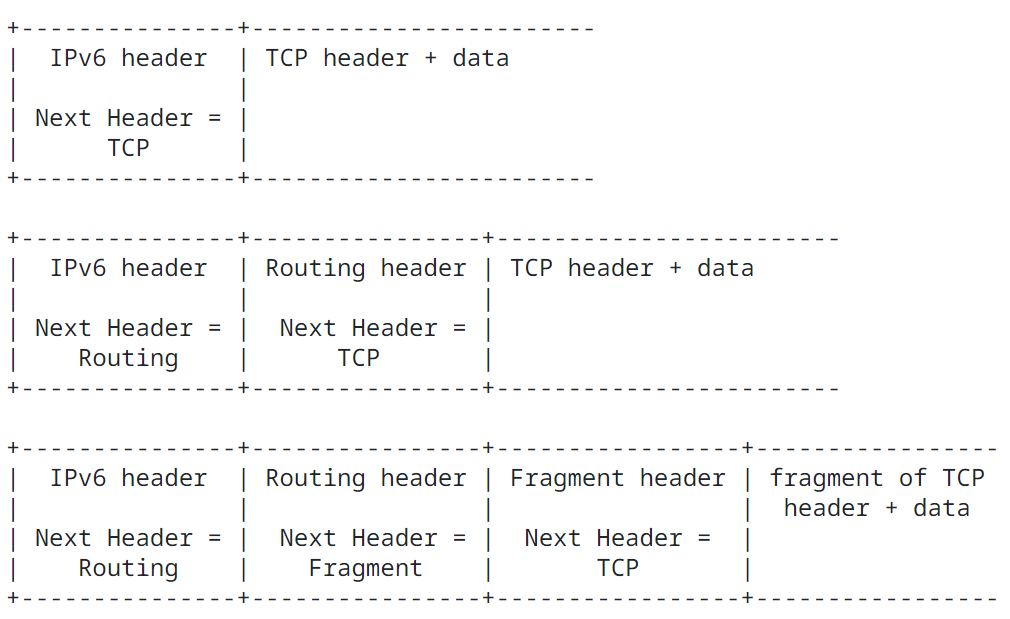 +---------------+------------------------
|  IPv6 header  | TCP header + data
|               |
| Next Header = |
|      TCP      |
+---------------+------------------------

+---------------+----------------+------------------------
|  IPv6 header  | Routing header | TCP header + data
|               |                |
| Next Header = |  Next Header = |
|    Routing    |      TCP       |
+---------------+----------------+------------------------

+---------------+----------------+-----------------+-----------------
|  IPv6 header  | Routing header | Fragment header | fragment of TCP
|               |                |                 |  header + data
| Next Header = |  Next Header = |  Next Header =  |
|    Routing    |    Fragment    |       TCP       |
+---------------+----------------+-----------------+-----------------